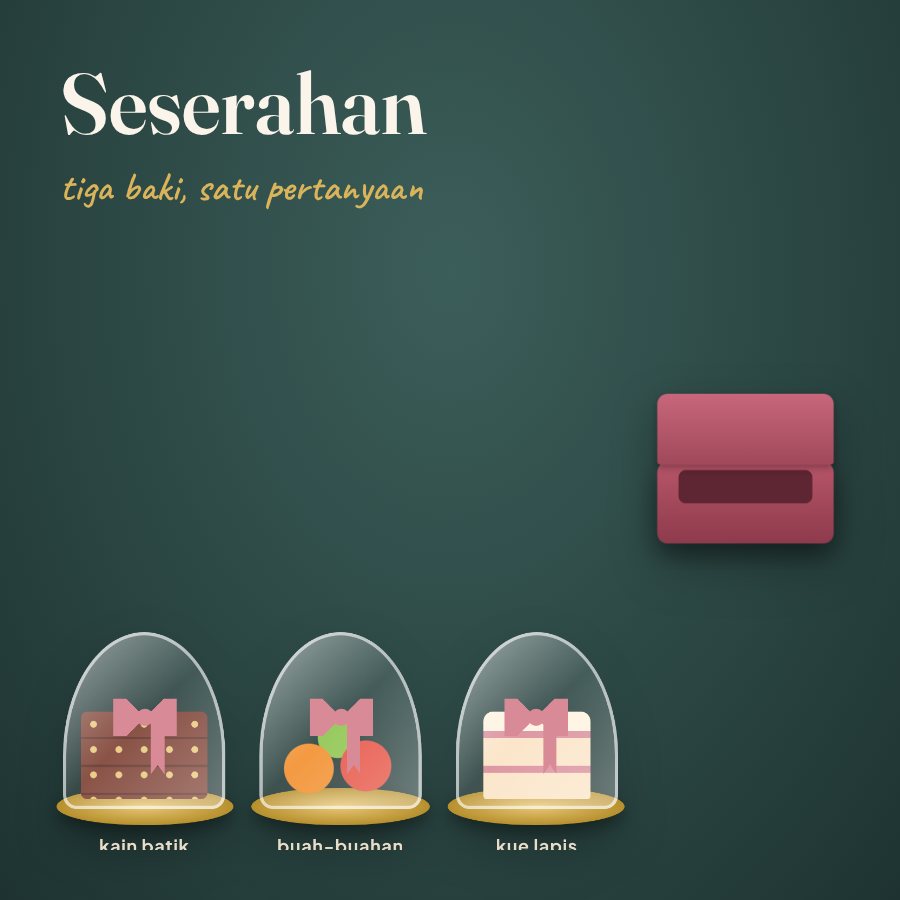 Seserahan
tiga baki, satu pertanyaan
kain batik
buah-buahan
kue lapis